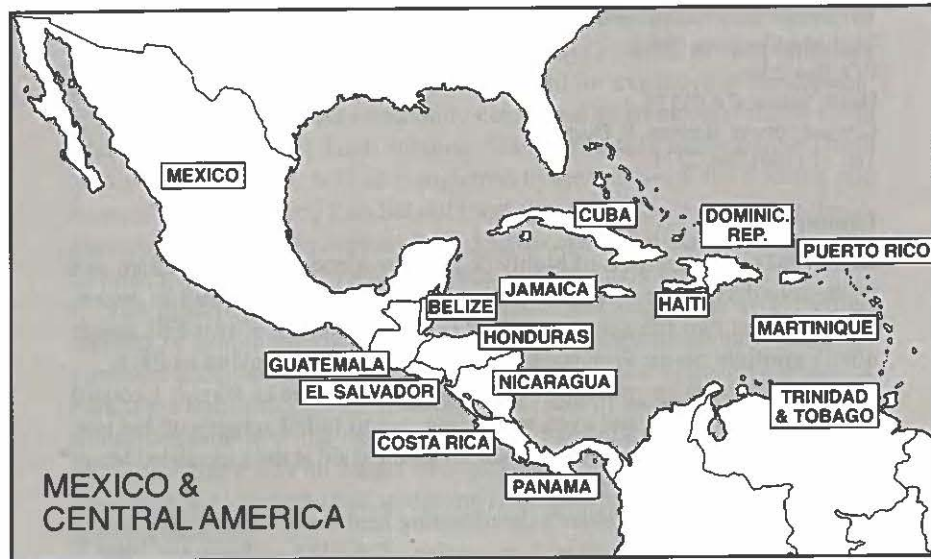 MEXICO
CUBA
DOMINIC.
REP.
PUERTO RICO
BELIZE
JAMAICA
HAITI
HONDURAS
MARTINIQUE
GUATEMALA
EL SALVADOR
NICARAGUA
TRINIDAD
& TOBAGO
COSTA RICA
PANAMA
MEXICO &
CENTRAL AMERICA